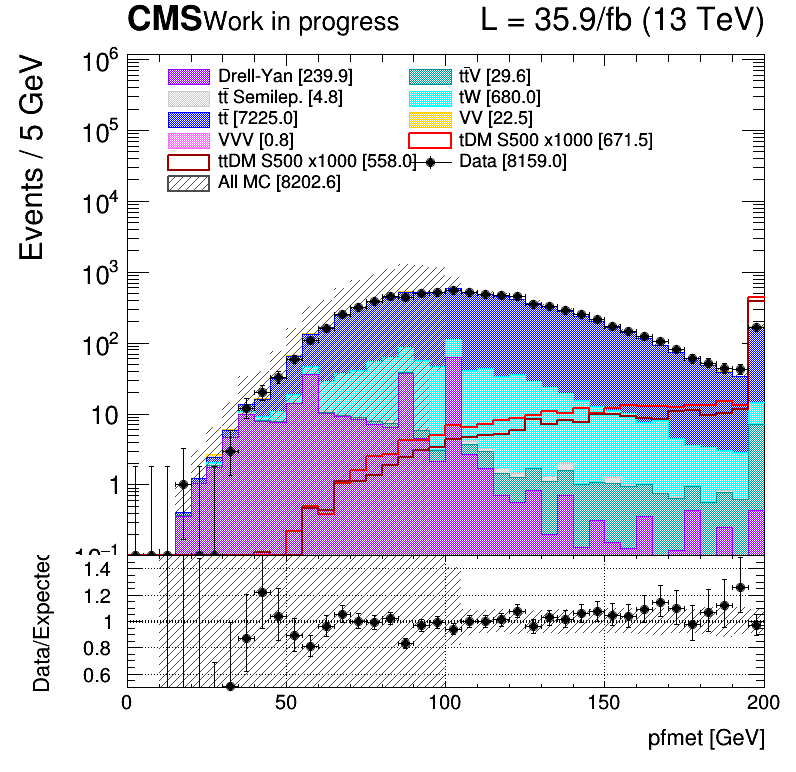 CMS Work in progress L = 35.9/fb (13 TeV)
Events / 5 GeV
10⁶
10⁵
10⁴
10³
10²
10
1
10⁻¹
Drell-Yan [239.9]
tt̄ Semilep. [4.8]
tt̄ [7225.0]
VVV [0.8]
ttDM S500 x1000 [558.0]
All MC [8202.6]
tt̄V [29.6]
tW [680.0]
VV [22.5]
tDM S500 x1000 [671.5]
Data [8159.0]
Data/Expected
1.4
1.2
1
0.8
0.6
0 50 100 150 200
pfmet [GeV]